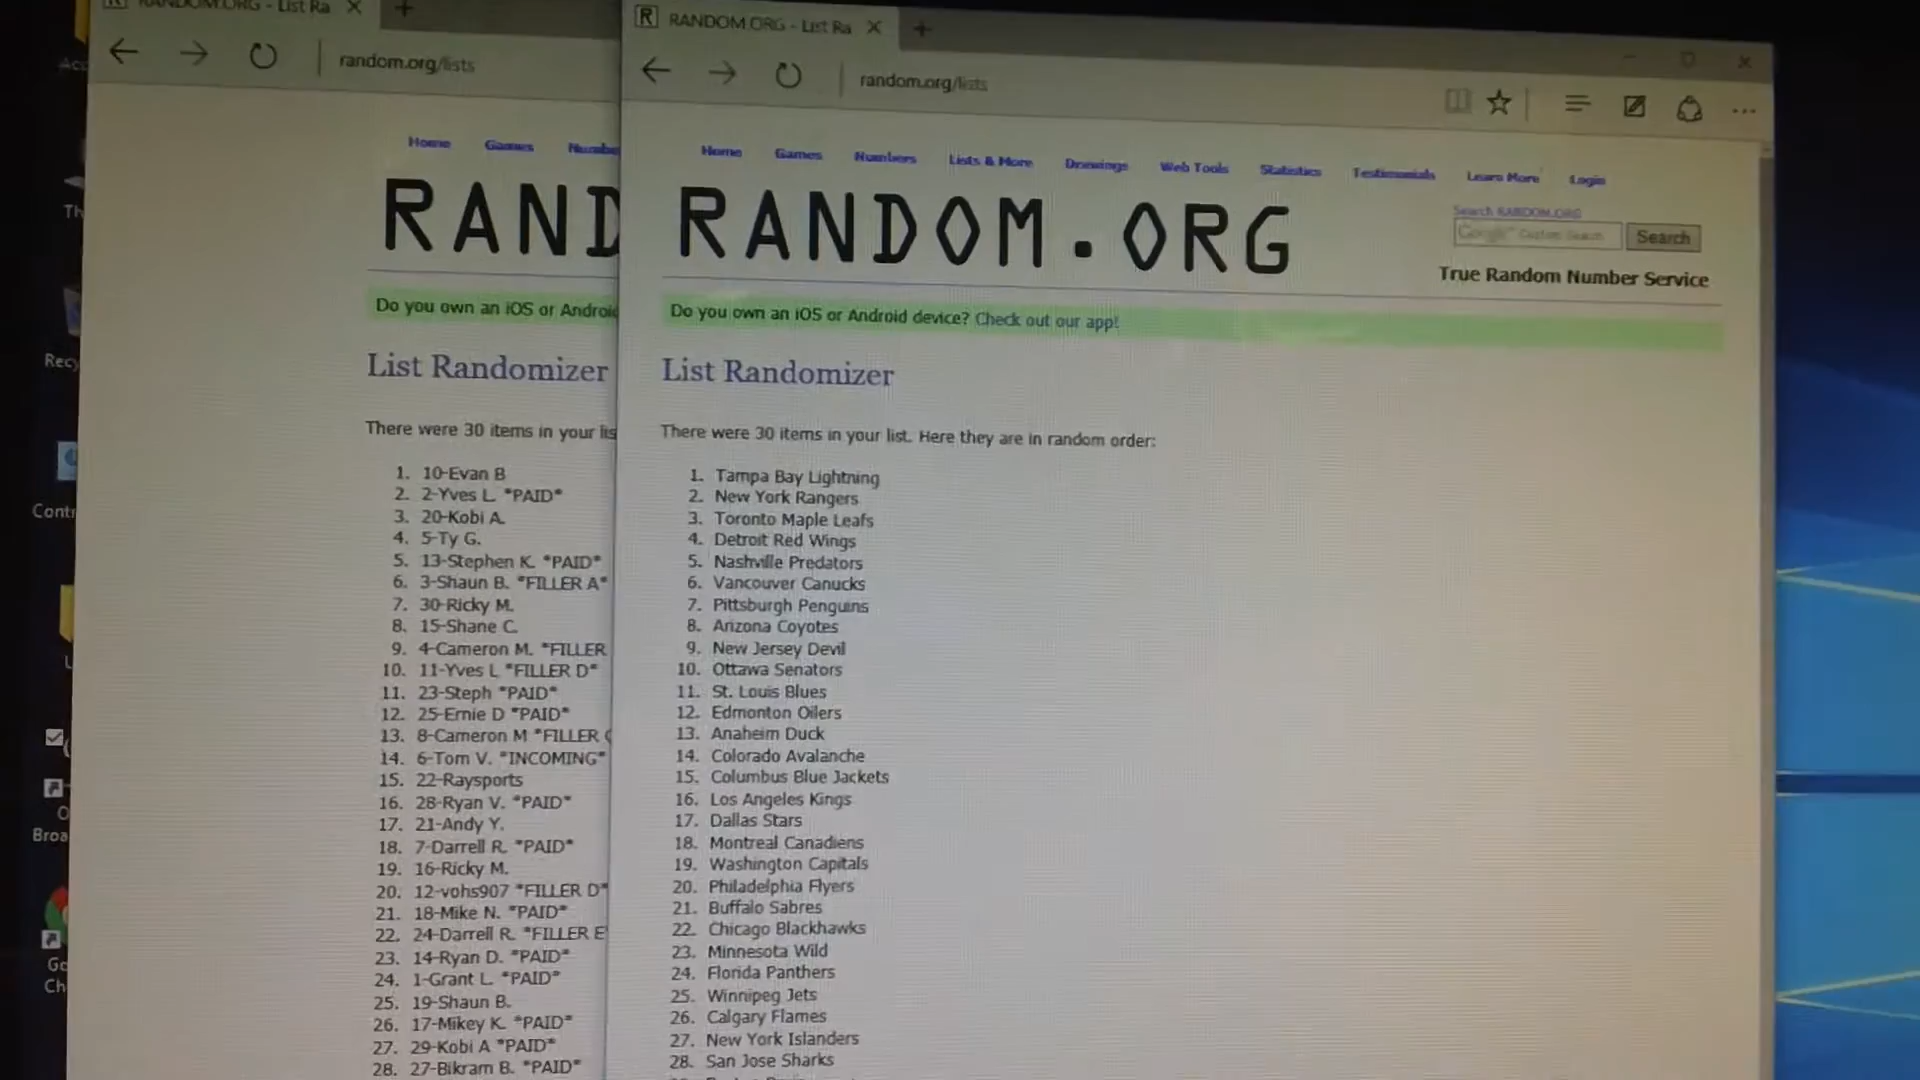 RANDOM.ORG - List Ra
random.org/lists
Home Games Numbe
RAND
Do you own an iOS or Android
List Randomizer
There were 30 items in your lis
1. 10-Evan B
2. 2-Yves L. *PAID*
3. 20-Kobi A.
4. 5-Ty G.
5. 13-Stephen K. *PAID*
6. 3-Shaun B. *FILLER A*
7. 30-Ricky M.
8. 15-Shane C.
9. 4-Cameron M. *FILLER
10. 11-Yves L *FILLER D*
11. 23-Steph *PAID*
12. 25-Ernie D *PAID*
13. 8-Cameron M *FILLER
14. 6-Tom V. *INCOMING*
15. 22-Raysports
16. 28-Ryan V. *PAID*
17. 21-Andy Y.
18. 7-Darrell R. *PAID*
19. 16-Ricky M.
20. 12-vohs907 *FILLER D*
21. 18-Mike N. *PAID*
22. 24-Darrell R. *FILLER E
23. 14-Ryan D. *PAID*
24. 1-Grant L. *PAID*
25. 19-Shaun B.
26. 17-Mikey K. *PAID*
27. 29-Kobi A *PAID*
28. 27-Bikram B. *PAID*
RANDOM.ORG - List Ra
random.org/lists
Home Games Numbers Lists & More Drawings Web Tools Statistics Testimonials Learn More Login
RANDOM.ORG
Search RANDOM.ORG
Google™ Custom Search Search
True Random Number Service
Do you own an iOS or Android device? Check out our app!
List Randomizer
There were 30 items in your list. Here they are in random order:
1. Tampa Bay Lightning
2. New York Rangers
3. Toronto Maple Leafs
4. Detroit Red Wings
5. Nashville Predators
6. Vancouver Canucks
7. Pittsburgh Penguins
8. Arizona Coyotes
9. New Jersey Devil
10. Ottawa Senators
11. St. Louis Blues
12. Edmonton Oilers
13. Anaheim Duck
14. Colorado Avalanche
15. Columbus Blue Jackets
16. Los Angeles Kings
17. Dallas Stars
18. Montreal Canadiens
19. Washington Capitals
20. Philadelphia Flyers
21. Buffalo Sabres
22. Chicago Blackhawks
23. Minnesota Wild
24. Florida Panthers
25. Winnipeg Jets
26. Calgary Flames
27. New York Islanders
28. San Jose Sharks
Th
Recy
Contr
L
O
Broa
Go
Ch